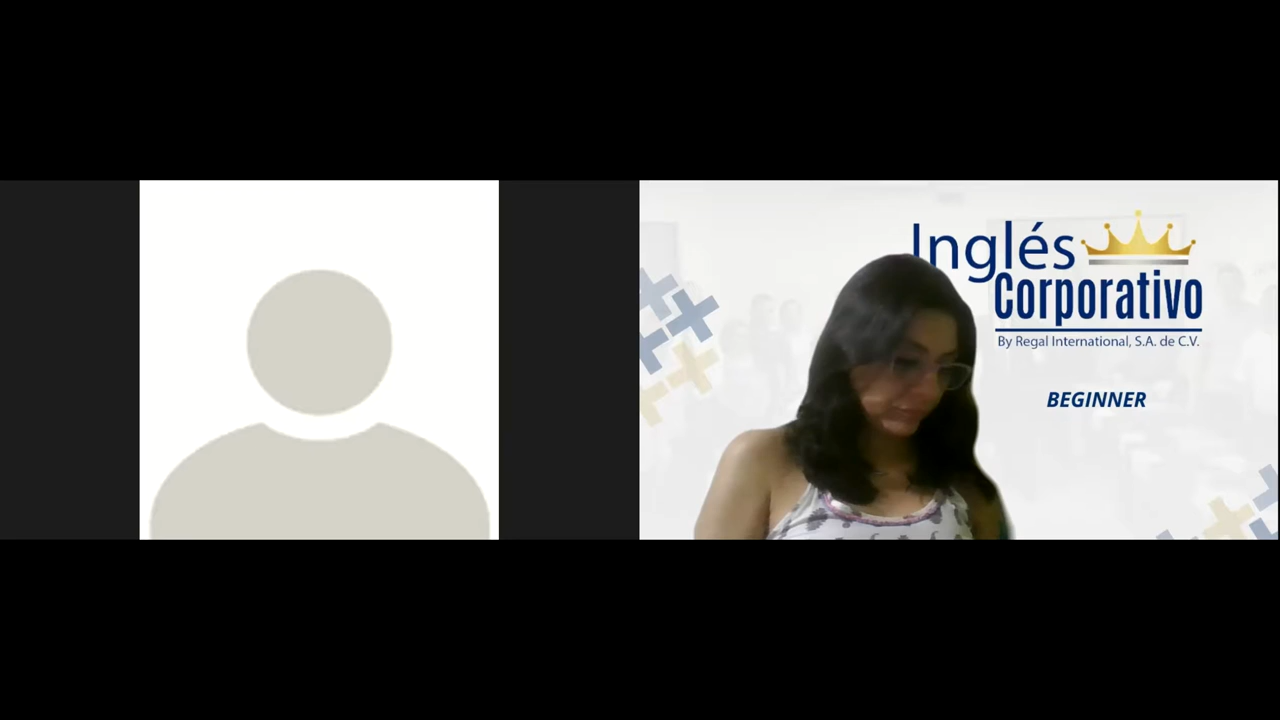 Inglés
Corporativo
By Regal International, S.A. de C.V.
BEGINNER